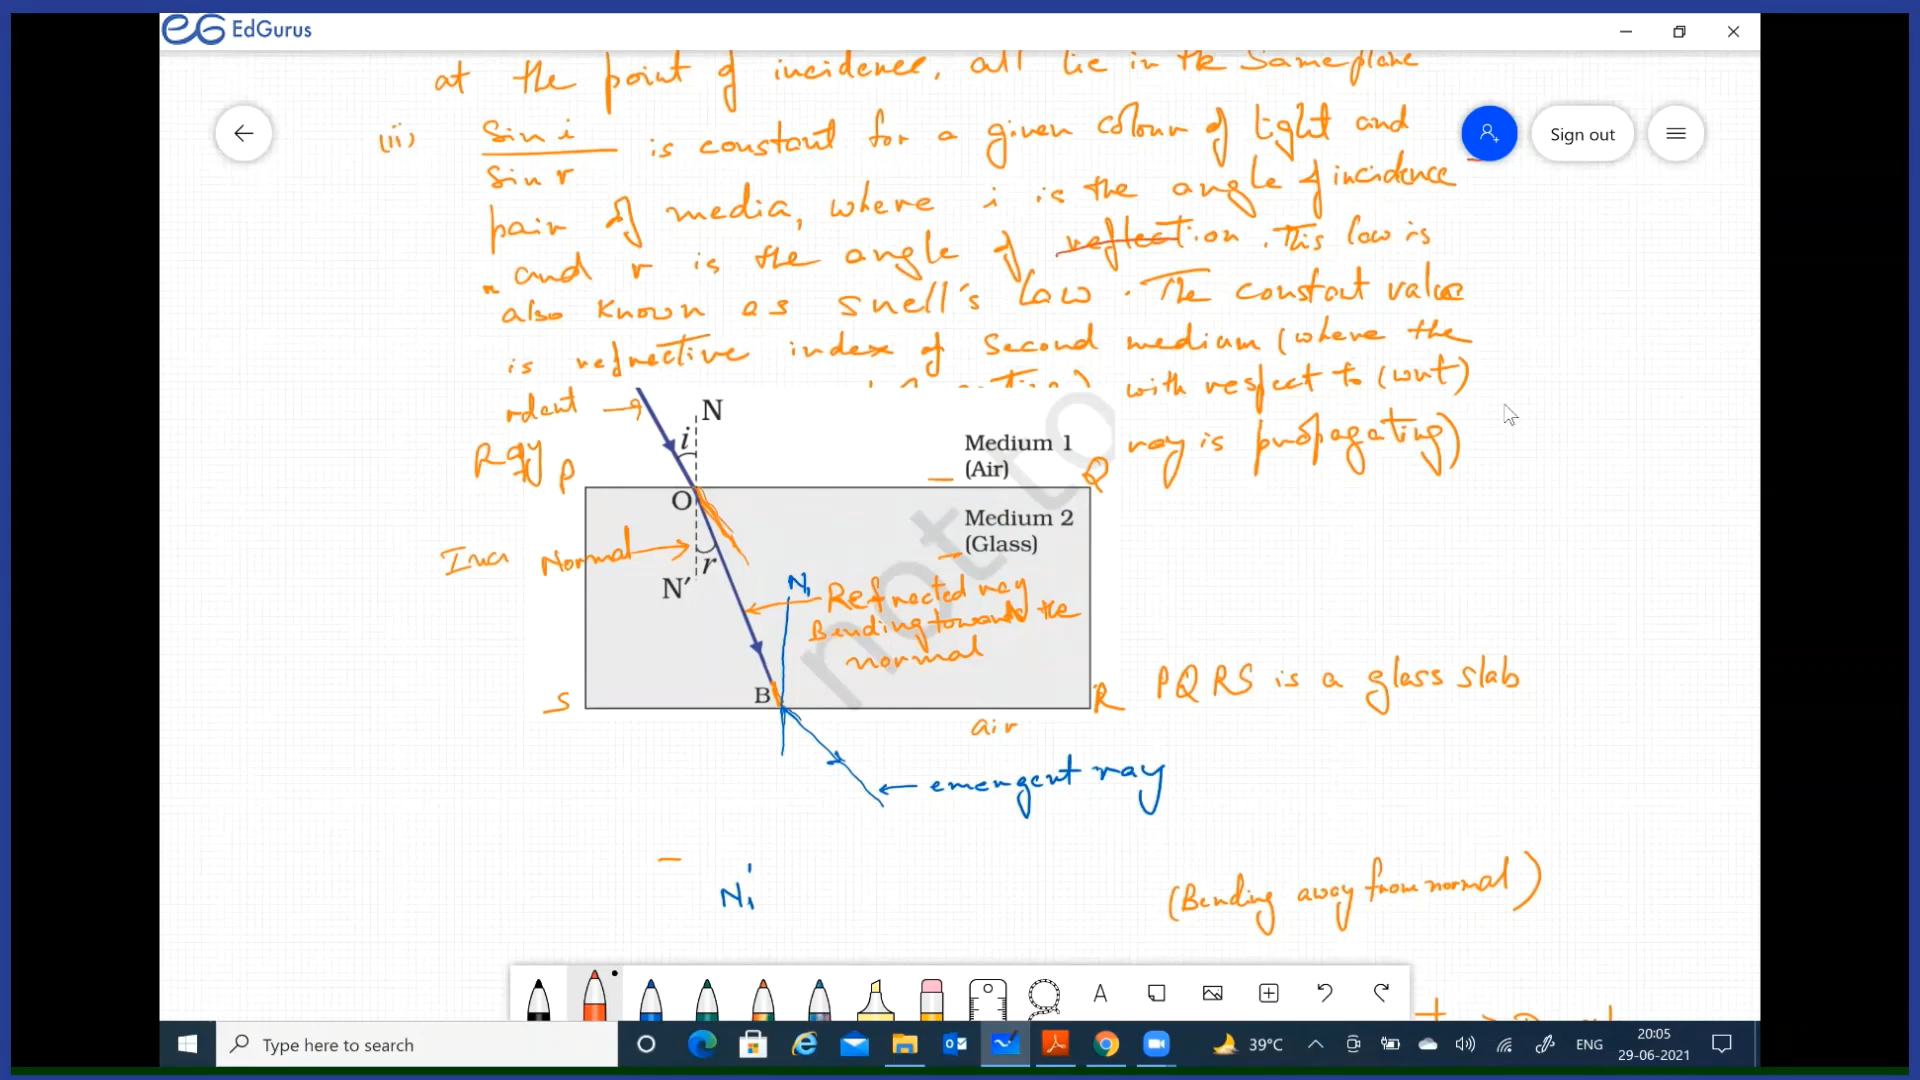 EdGurus
at the point of incidence, all lie in the same plane
(ii) sin i
sin r
is constant for a given colour of light and
pair of media, where i is the angle of incidence
and r is the angle of reflection. This law is
also known as snell's law. The constant value
is refrective index of second medium (where the
with respect to (wrt)
ray is propagating)
rdent
Ray
P
N
i
Medium 1
(Air)
Q
O
Medium 2
(Glass)
Normal
r
N'
N1
Refracted ray
Bending towards the
normal
B
S
R
PQRS is a glass slab
air
emergent ray
N1'
(Bending away from normal)
not to
Sign out
A
Type here to search
39°C
ENG
20:05
29-06-2021